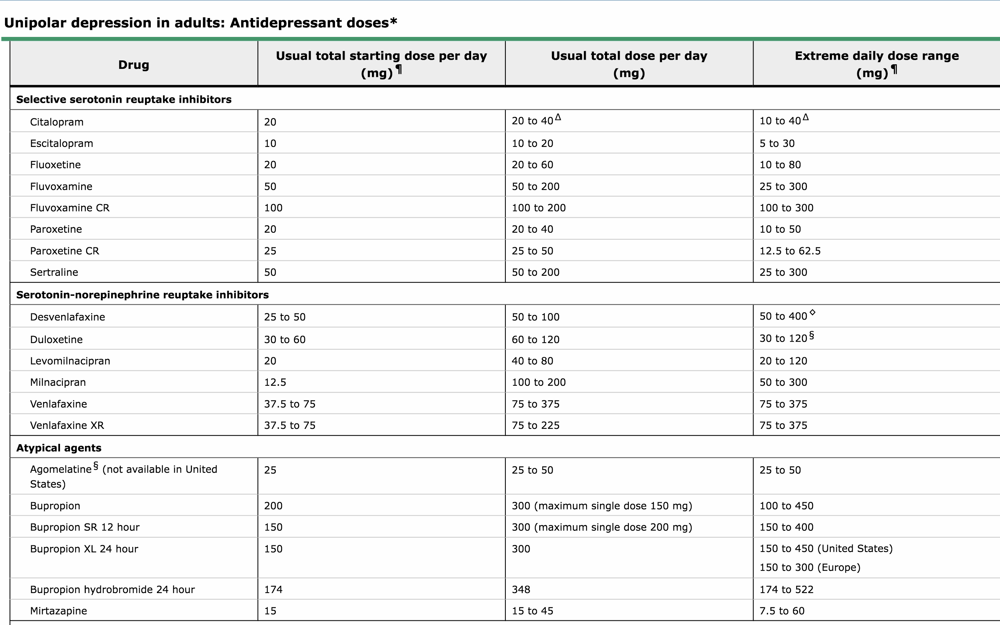 Unipolar depression in adults: Antidepressant doses*
Drug Usual total starting dose per day (mg)¶ Usual total dose per day (mg) Extreme daily dose range (mg)¶
Selective serotonin reuptake inhibitors
Citalopram 20 20 to 40Δ 10 to 40Δ
Escitalopram 10 10 to 20 5 to 30
Fluoxetine 20 20 to 60 10 to 80
Fluvoxamine 50 50 to 200 25 to 300
Fluvoxamine CR 100 100 to 200 100 to 300
Paroxetine 20 20 to 40 10 to 50
Paroxetine CR 25 25 to 50 12.5 to 62.5
Sertraline 50 50 to 200 25 to 300
Serotonin-norepinephrine reuptake inhibitors
Desvenlafaxine 25 to 50 50 to 100 50 to 400◇
Duloxetine 30 to 60 60 to 120 30 to 120§
Levomilnacipran 20 40 to 80 20 to 120
Milnacipran 12.5 100 to 200 50 to 300
Venlafaxine 37.5 to 75 75 to 375 75 to 375
Venlafaxine XR 37.5 to 75 75 to 225 75 to 375
Atypical agents
Agomelatine§ (not available in United States) 25 25 to 50 25 to 50
Bupropion 200 300 (maximum single dose 150 mg) 100 to 450
Bupropion SR 12 hour 150 300 (maximum single dose 200 mg) 150 to 400
Bupropion XL 24 hour 150 300 150 to 450 (United States)
150 to 300 (Europe)
Bupropion hydrobromide 24 hour 174 348 174 to 522
Mirtazapine 15 15 to 45 7.5 to 60